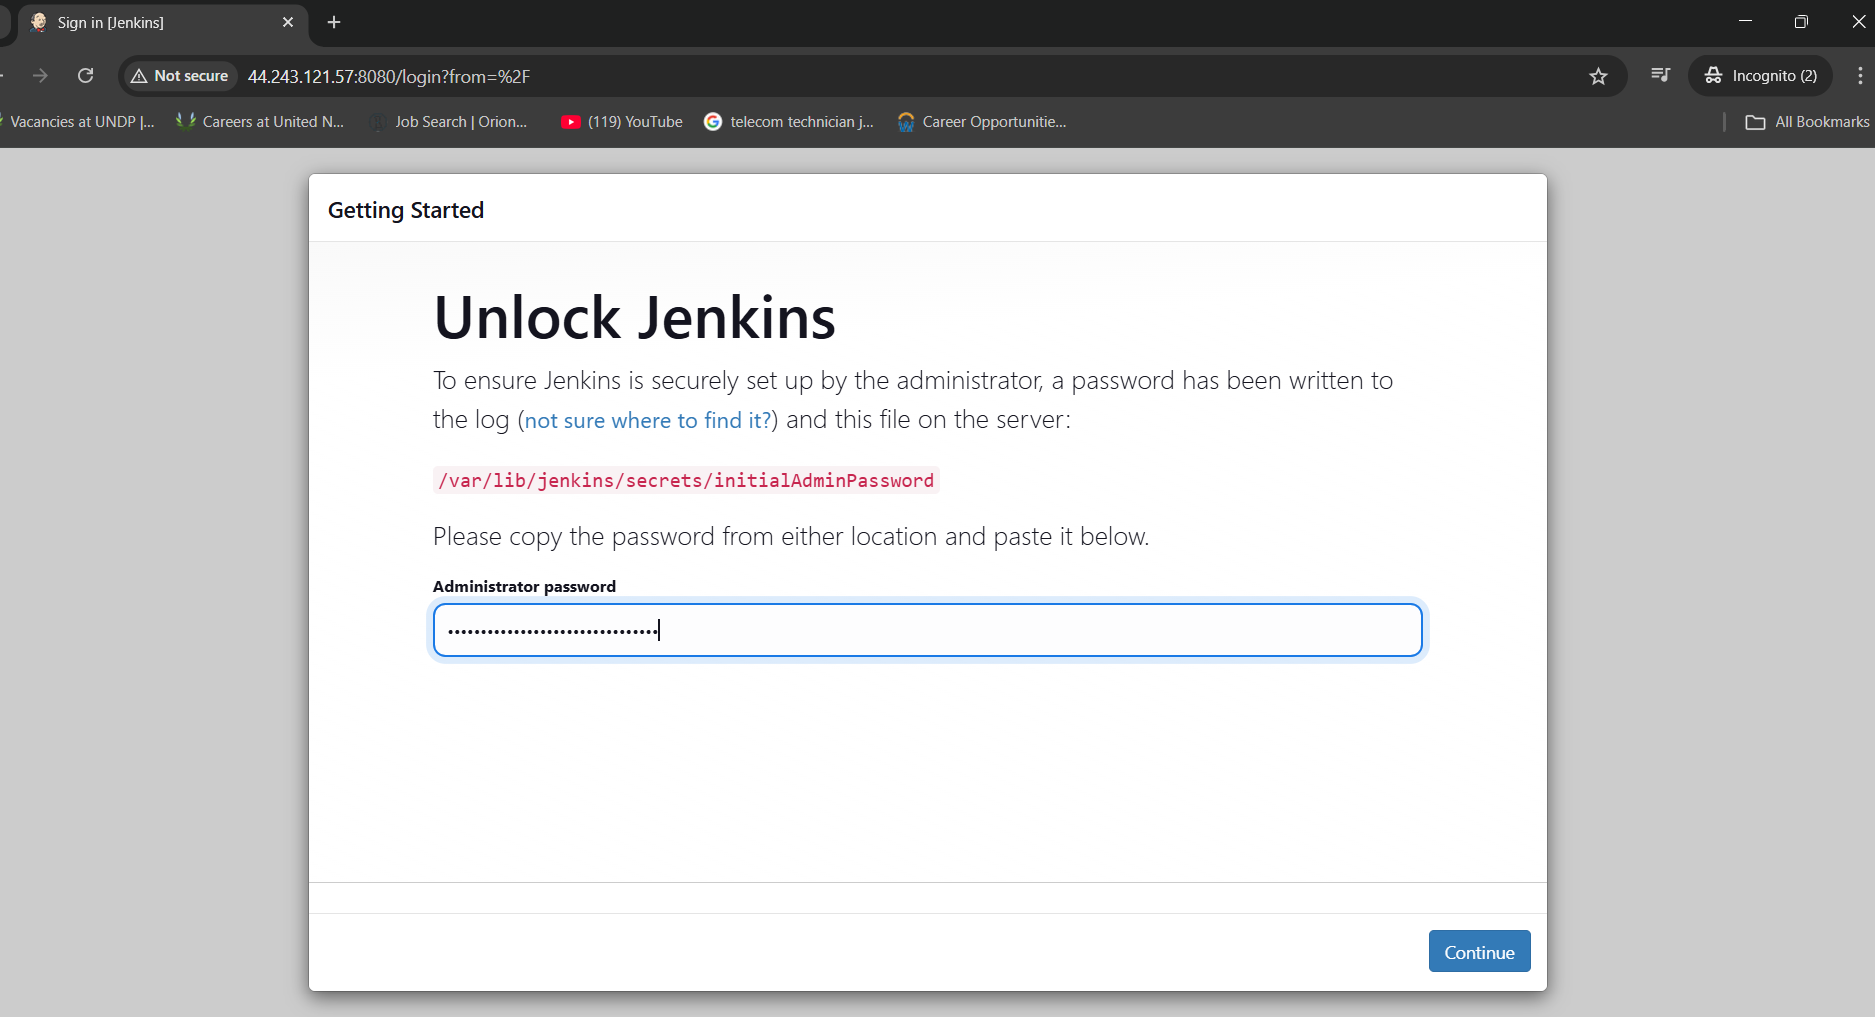 Sign in [Jenkins]
Not secure 44.243.121.57:8080/login?from=%2F
Incognito (2)
Vacancies at UNDP |... Careers at United N... Job Search | Orion... (119) YouTube telecom technician j... Career Opportunitie... All Bookmarks
Getting Started
Unlock Jenkins
To ensure Jenkins is securely set up by the administrator, a password has been written to
the log (not sure where to find it?) and this file on the server:
/var/lib/jenkins/secrets/initialAdminPassword
Please copy the password from either location and paste it below.
Administrator password
Continue